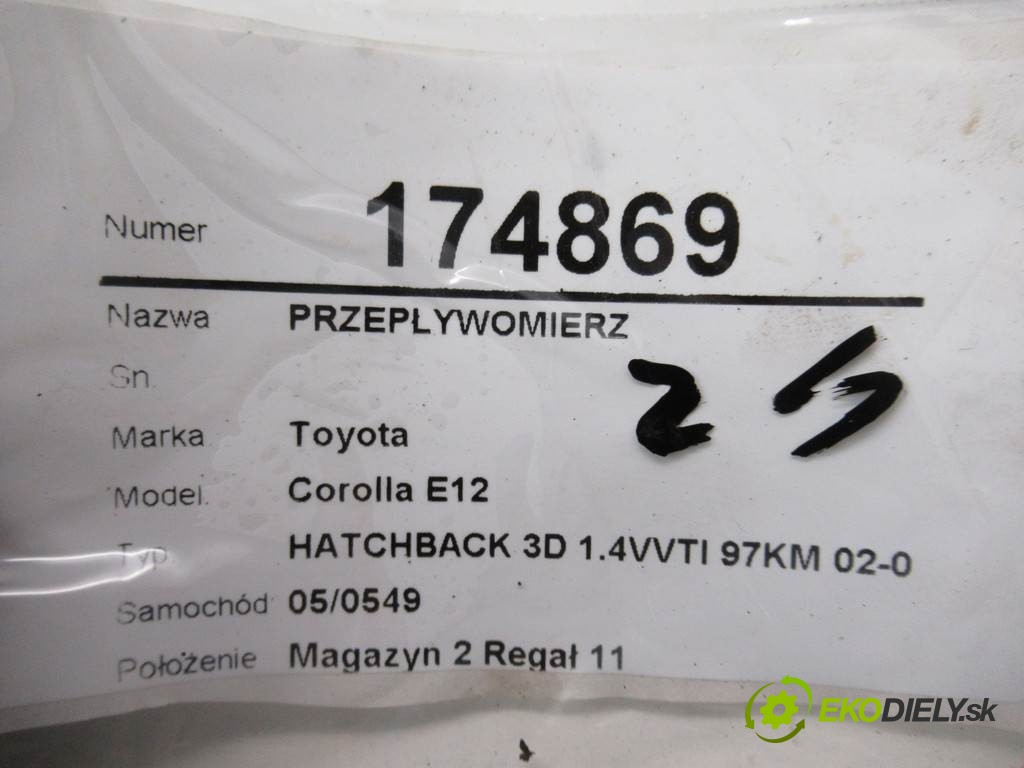 Numer 174869
Nazwa PRZEPŁYWOMIERZ
Sn.
Marka Toyota
Model. Corolla E12
Typ HATCHBACK 3D 1.4VVTI 97KM 02-0
Samochód 05/0549
Położenie Magazyn 2 Regał 11
EKODIELY.sk